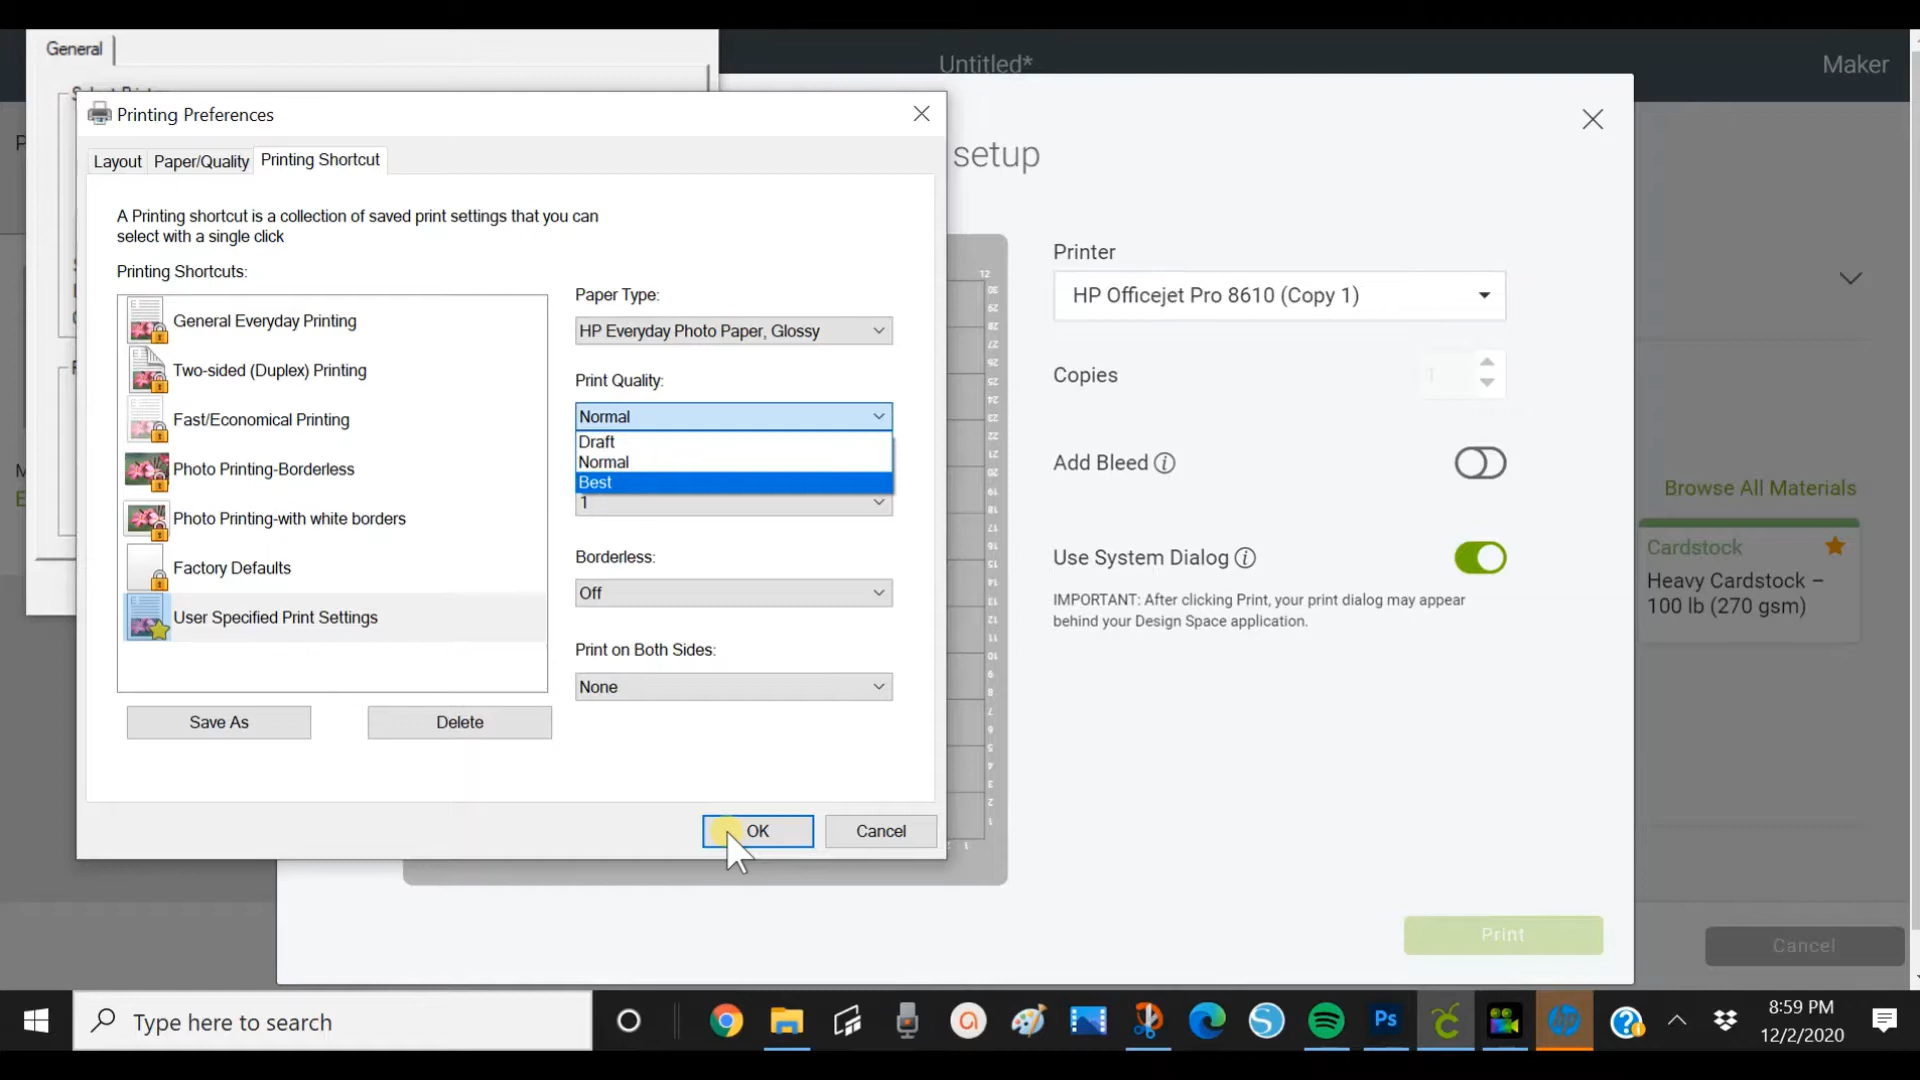 General
Untitled*
Maker
Printing Preferences
setup
Layout
Paper/Quality
Printing Shortcut
A Printing shortcut is a collection of saved print settings that you can
select with a single click
Printing Shortcuts:
General Everyday Printing
Two-sided (Duplex) Printing
Fast/Economical Printing
Photo Printing-Borderless
Photo Printing-with white borders
Factory Defaults
User Specified Print Settings
Save As
Delete
Paper Type:
HP Everyday Photo Paper, Glossy
Print Quality:
Normal
Draft
Normal
Best
1
Borderless:
Off
Print on Both Sides:
None
OK
Cancel
Printer
HP Officejet Pro 8610 (Copy 1)
Copies
1
Add Bleed
Use System Dialog
IMPORTANT: After clicking Print, your print dialog may appear
behind your Design Space application.
Print
Browse All Materials
Cardstock
Heavy Cardstock –
100 lb (270 gsm)
Cancel
Type here to search
Ps
8:59 PM
12/2/2020